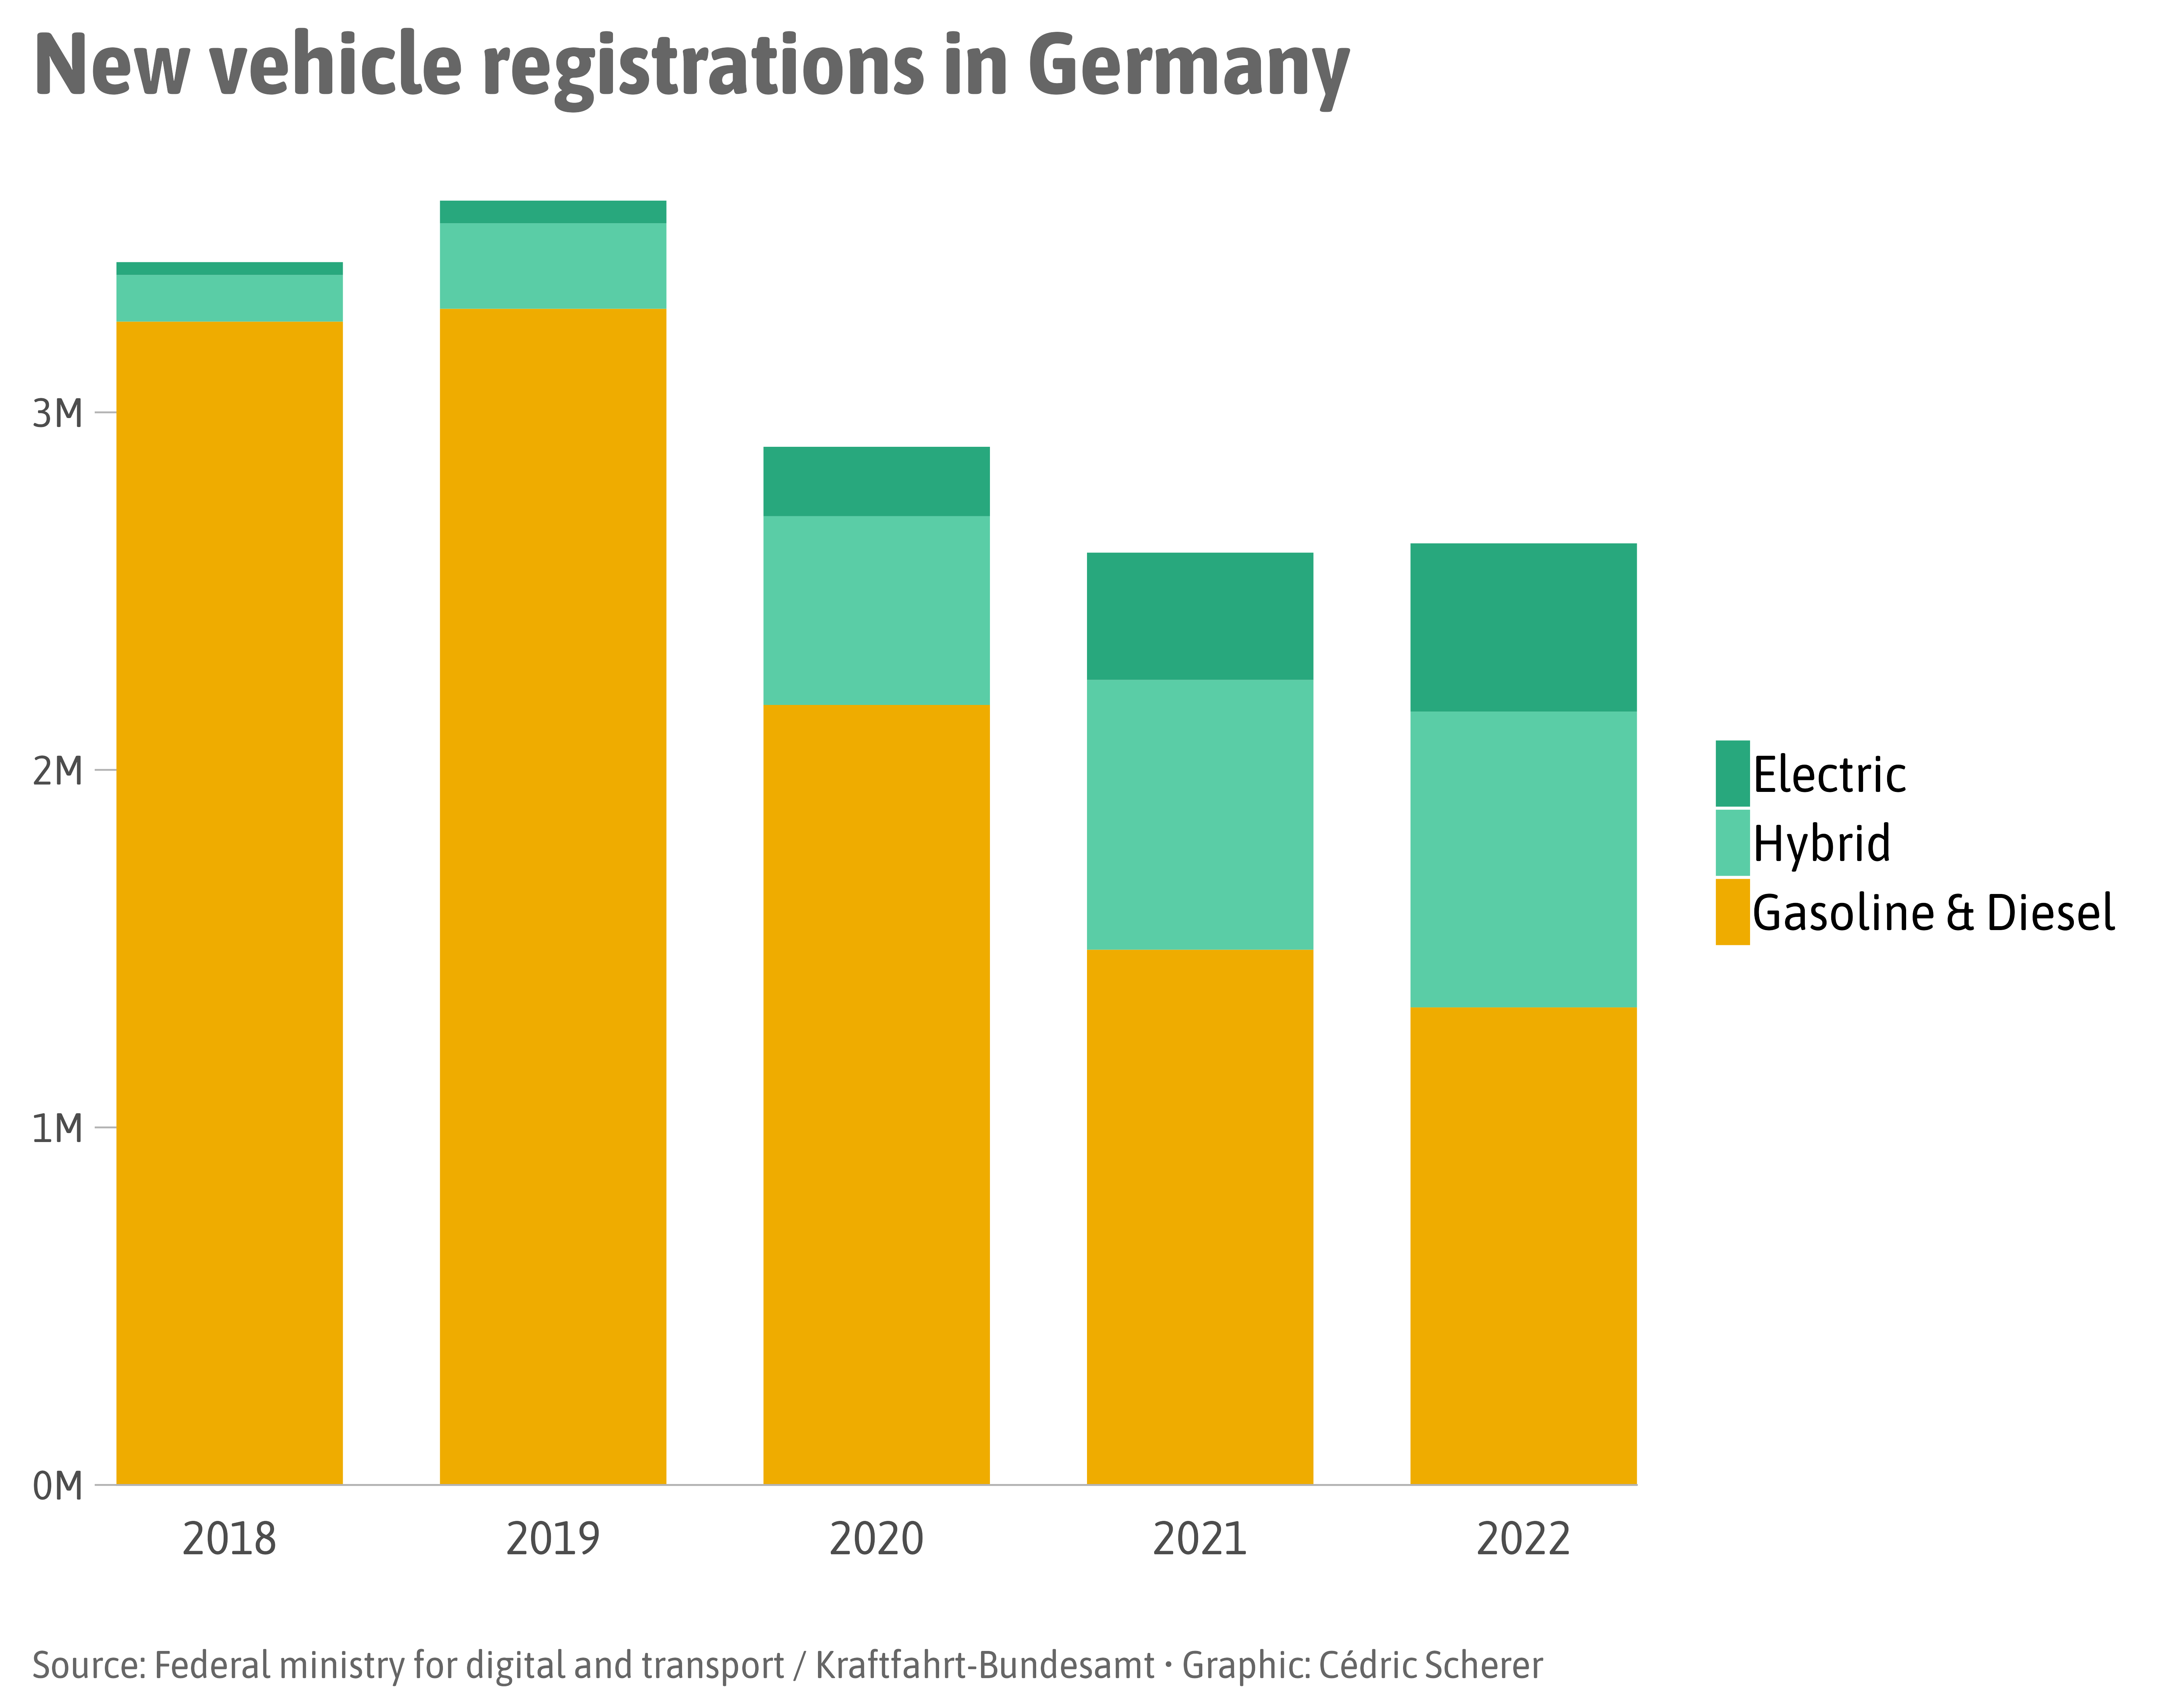 New vehicle registrations in Germany
3M
2M
1M
0M
2018 2019 2020 2021 2022
Electric
Hybrid
Gasoline & Diesel
Source: Federal ministry for digital and transport / Kraftfahrt-Bundesamt • Graphic: Cédric Scherer